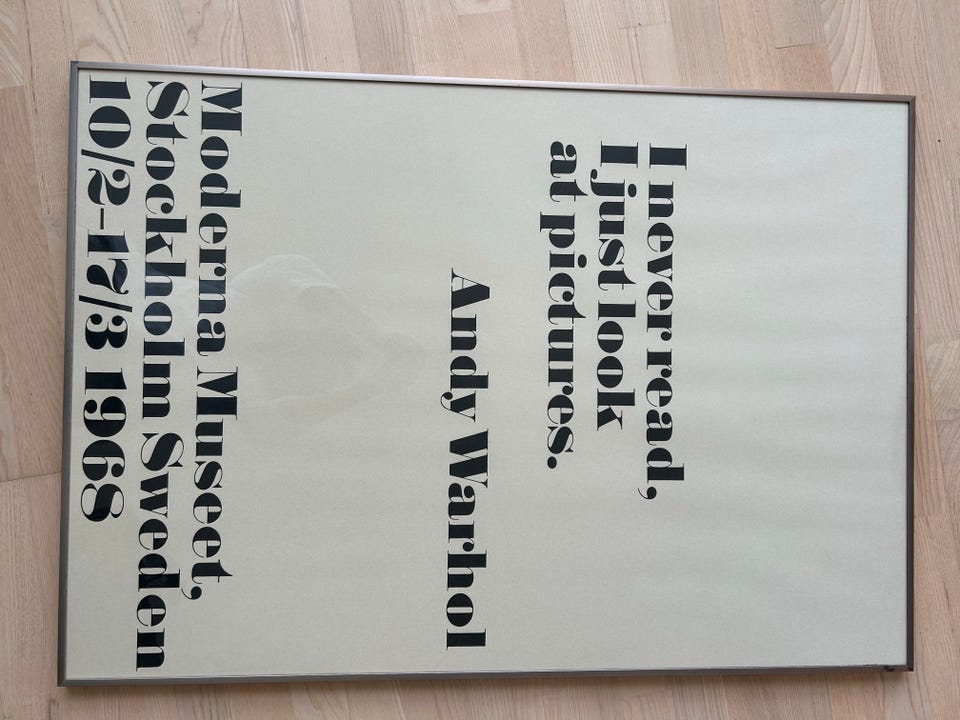 I never read,
I just look
at pictures.
Andy Warhol
Moderna Museet,
Stockholm Sweden
10/2–17/3 1968